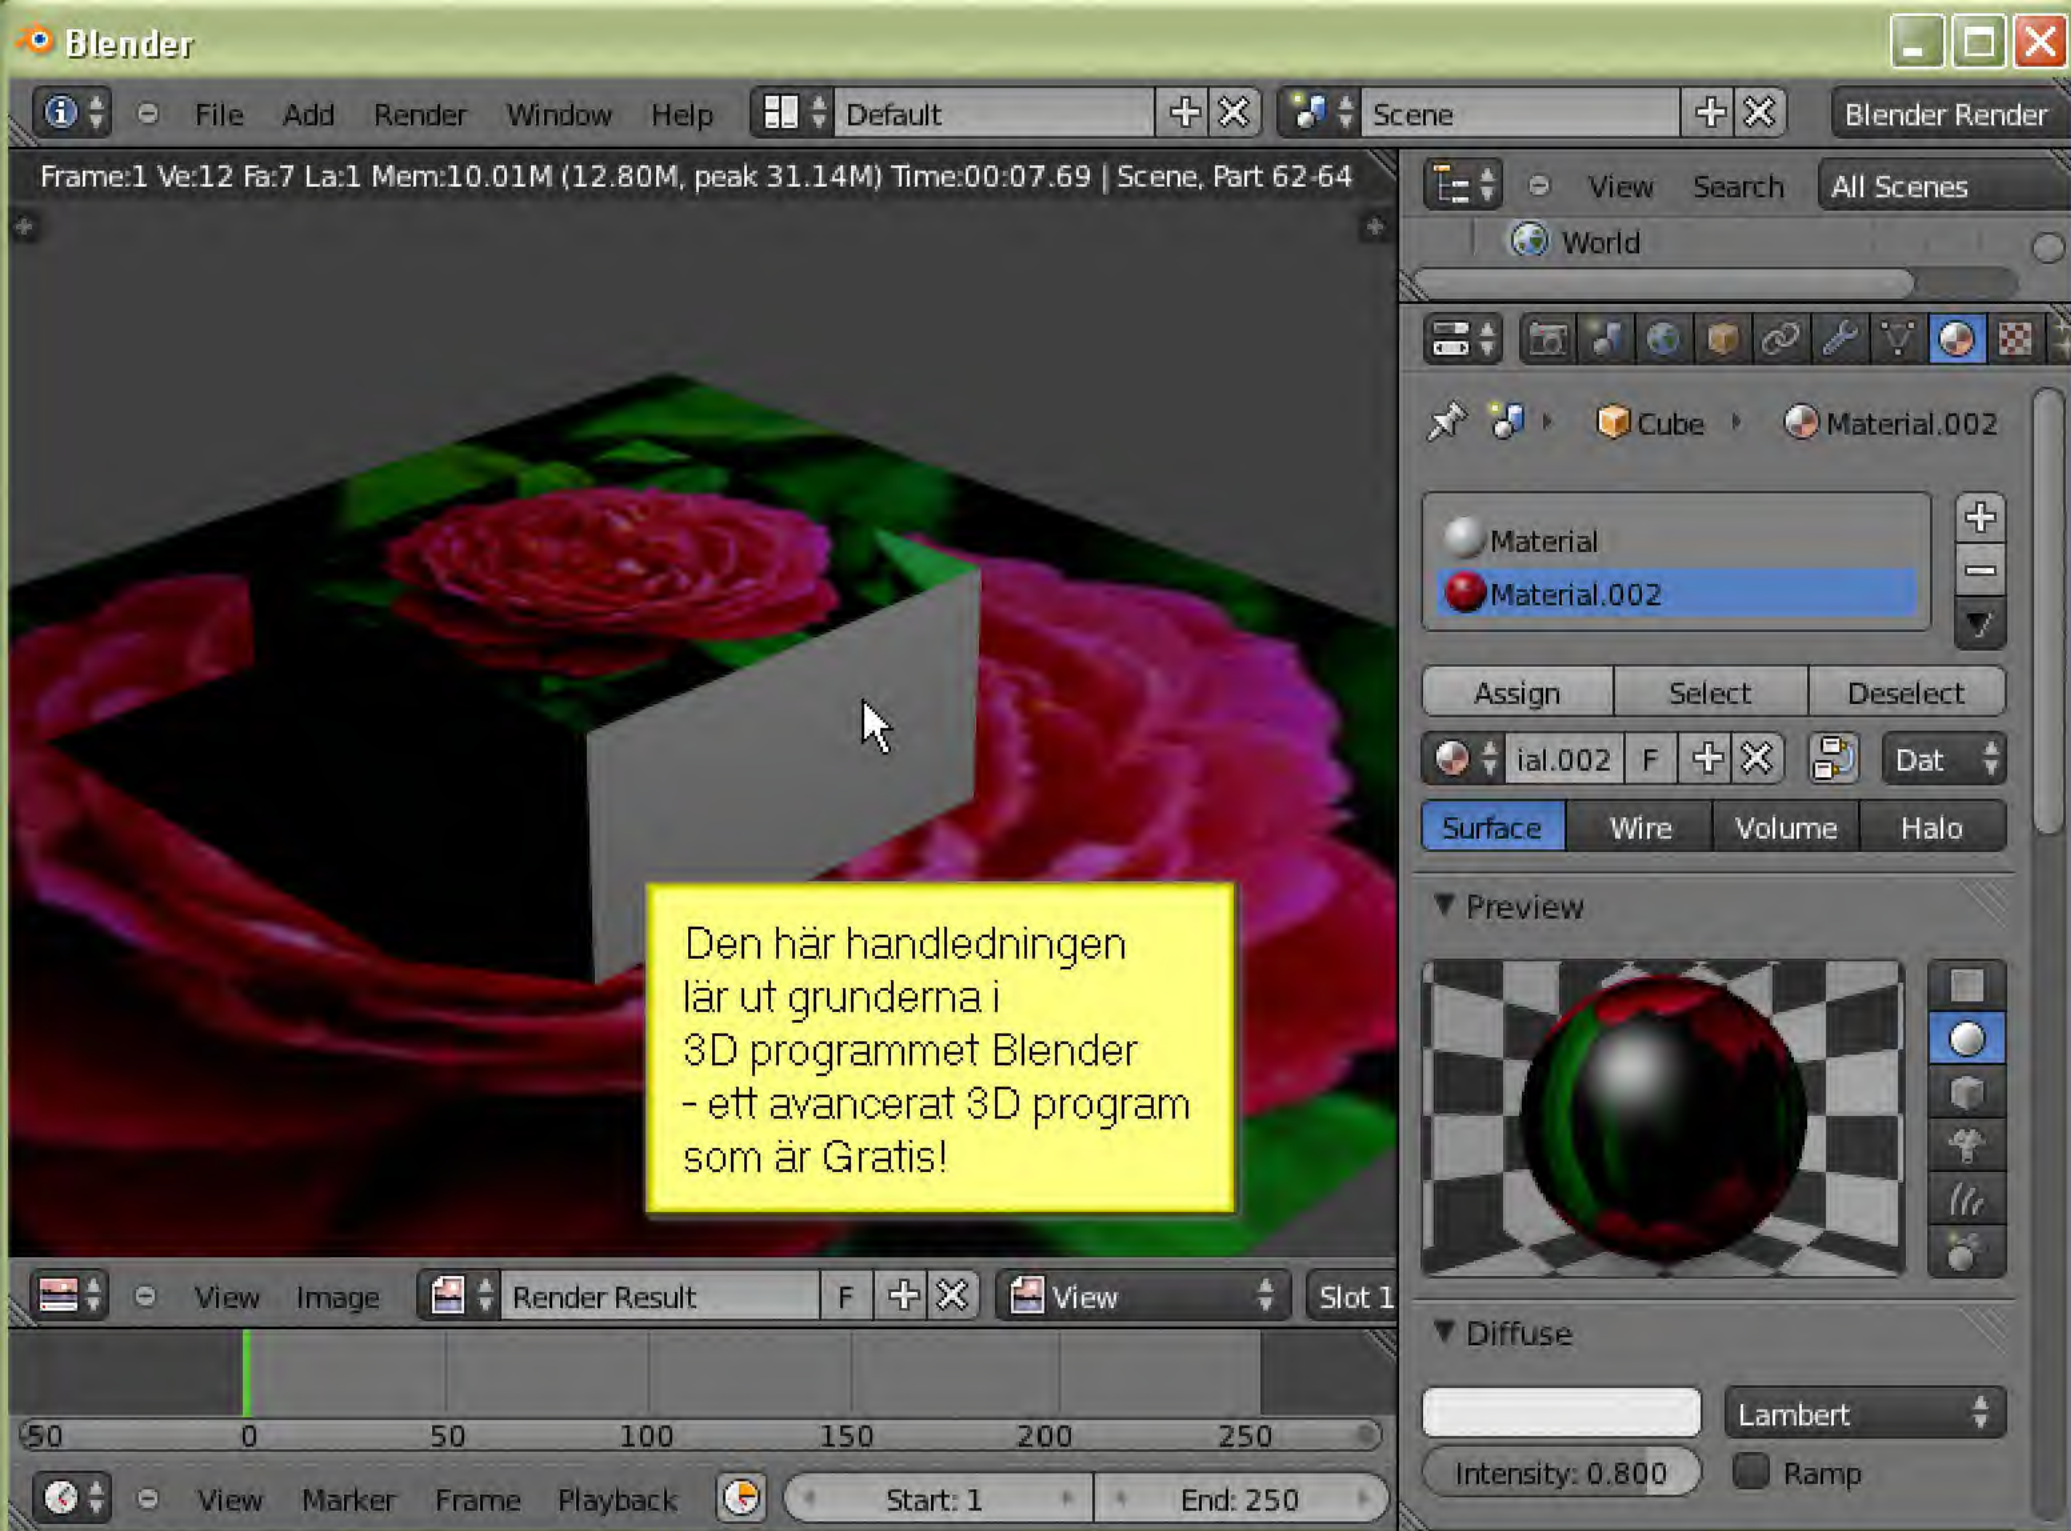 Blender
File Add Render Window Help Default Scene Blender Render
Frame:1 Ve:12 Fa:7 La:1 Mem:10.01M (12.80M, peak 31.14M) Time:00:07.69 | Scene, Part 62-64
View Search All Scenes
World
Cube Material.002
Material
Material.002
Assign Select Deselect
ial.002 F Dat
Surface Wire Volume Halo
Preview
Den här handledningen
lär ut grunderna i
3D programmet Blender
- ett avancerat 3D program
som är Gratis!
View Image Render Result F View Slot 1
Diffuse
Lambert
Intensity: 0.800 Ramp
-50 0 50 100 150 200 250
View Marker Frame Playback Start: 1 End: 250